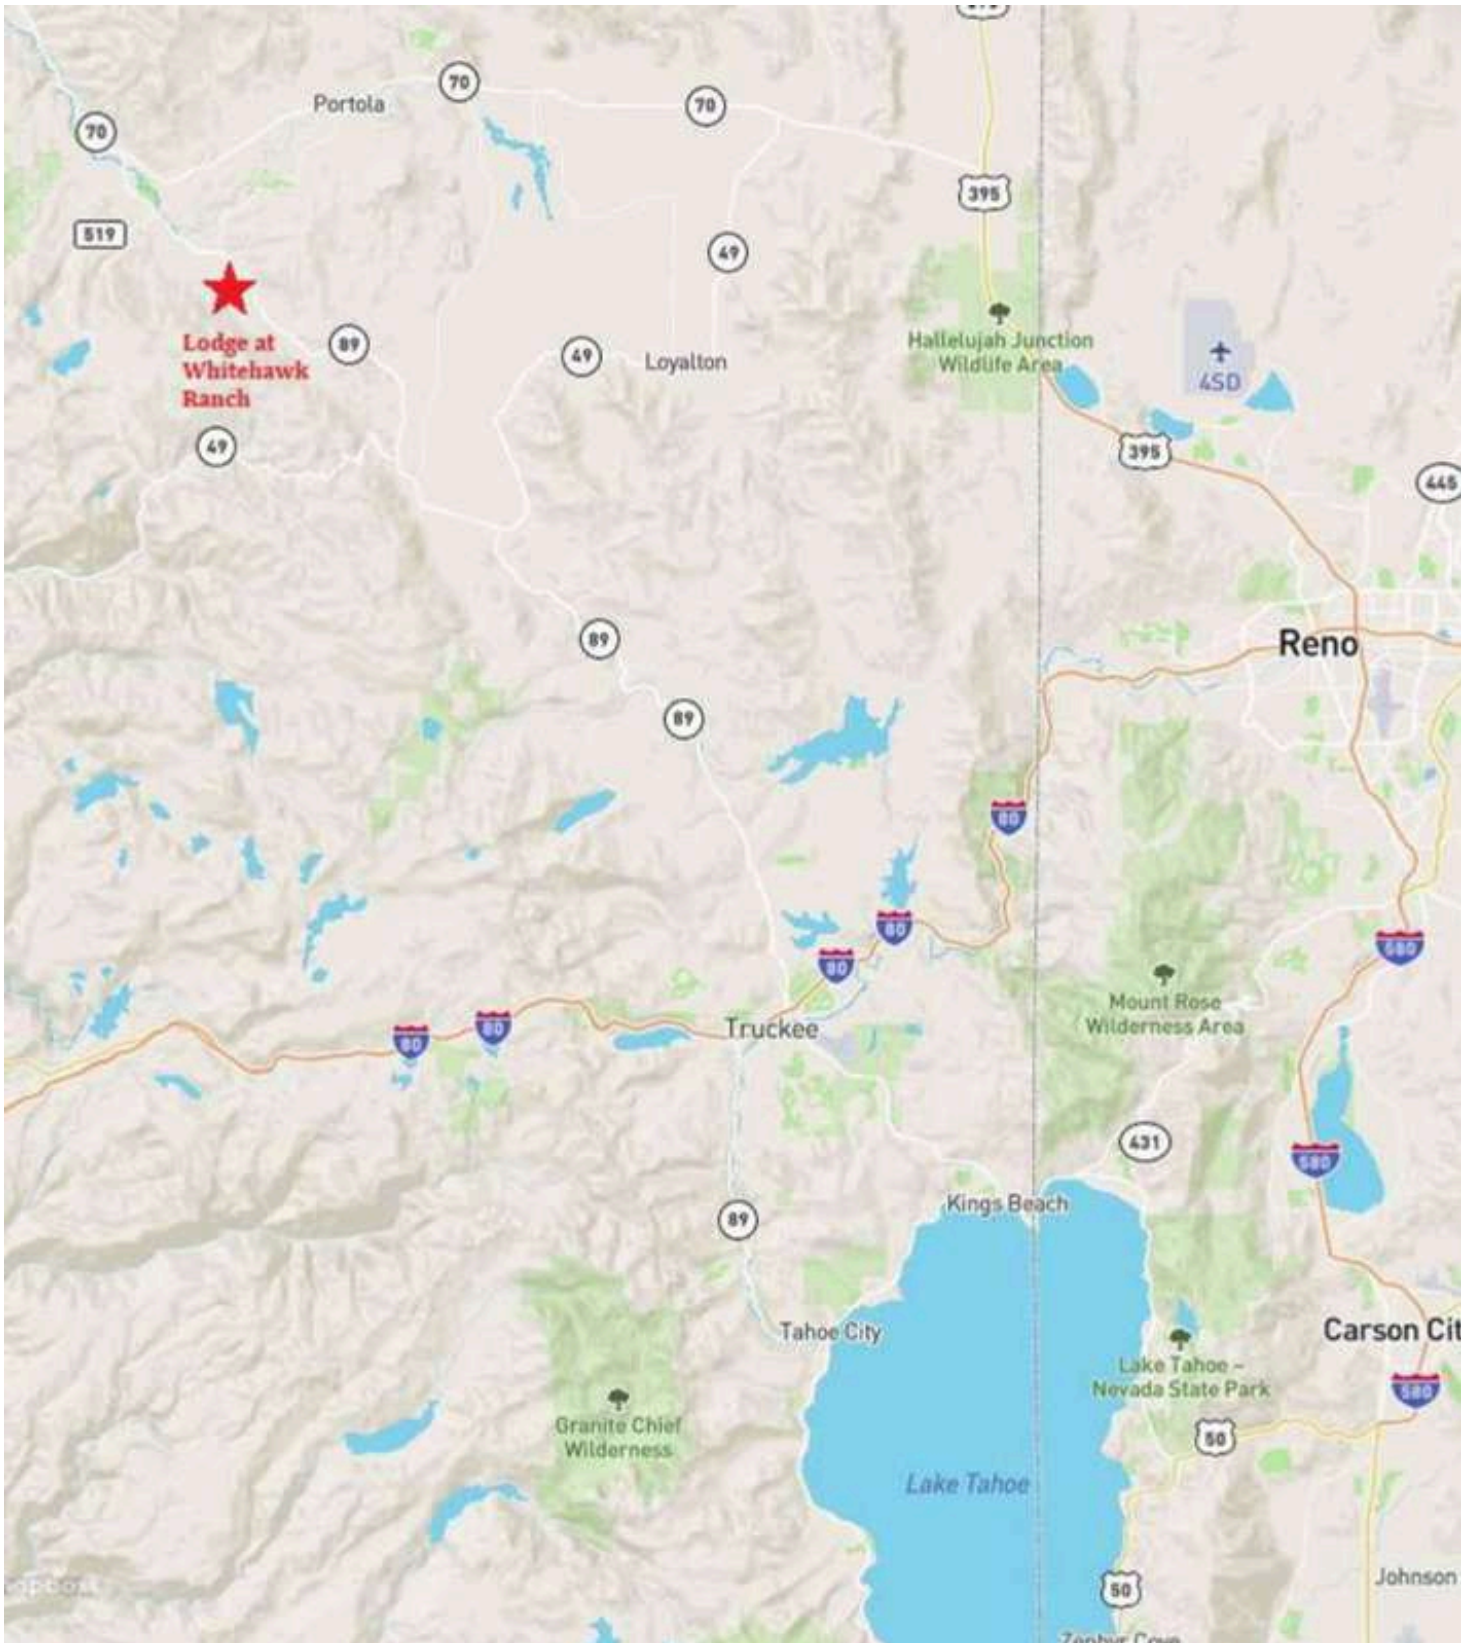 395
70
Portola
70
70
395
519
49
Lodge at
Whitehawk
Ranch
89
49
Loyalton
Hallelujah Junction
Wildlife Area
4SD
49
395
445
89
Reno
89
80
80
80
580
Mount Rose
Wilderness Area
80
80
Truckee
431
580
Kings Beach
89
Tahoe City
Carson Cit
Lake Tahoe –
Nevada State Park
580
Granite Chief
Wilderness
50
Lake Tahoe
Johnson
50
Zephyr Cove